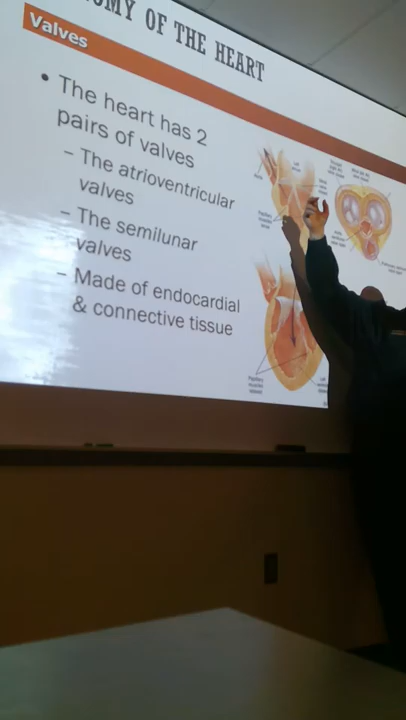 OMY OF THE HEART
Valves
• The heart has 2
pairs of valves
– The atrioventricular
valves
– The semilunar
valves
– Made of endocardial
& connective tissue